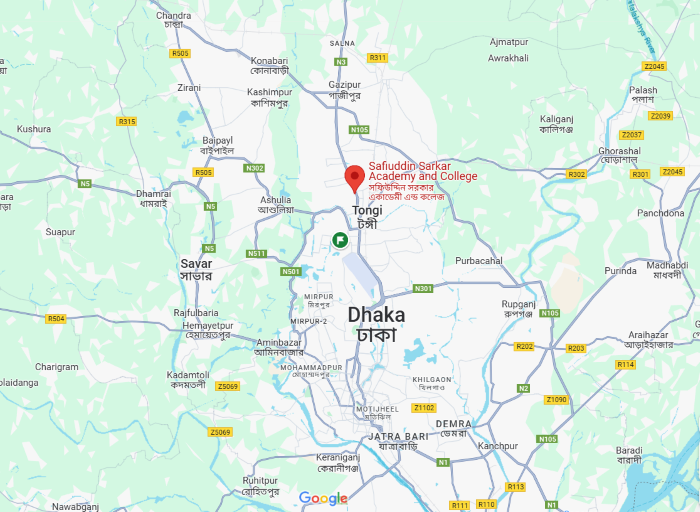 Chandra
চান্দ্রা
R505
SALNA
N3
R311
Ajmatpur
Awrakhali
Z2045
Konabari
কোনাবাড়ী
Zirani
Kashimpur
কাশিমপুর
Gazipur
গাজীপুর
Palash
পলাশ
Z2039
R315
N105
Kaliganj
কালিগঞ্জ
Z2037
Kushura
Baipayl
বাইপাইল
Ghorashal
ঘোড়াশাল
N302
Safiuddin Sarkar
Academy and College
সফিউদ্দিন সরকার
একাডেমী এন্ড কলেজ
R505
R302
R301
Z2045
N5
N5
Dhamrai
ধামরাই
Ashulia
আশুলিয়া
Tongi
টঙ্গী
Panchdona
Suapur
N5
N511
Savar
সাভার
N501
Purbacahal
Purinda
Madhabdi
মাধবদী
MIRPUR
মিরপুর
N301
Rupganj
রুপগঞ্জ
N105
R504
Rajfulbaria
MIRPUR-2
Dhaka
ঢাকা
Hemayetpur
হেমায়েতপুর
Aminbazar
আমিনবাজার
R202
R203
Araihazar
আড়াইহাজার
R114
Charigram
MOHAMMADPUR
মোহাম্মদপুর
Kadamtoli
কদমতলী
Z5069
KHILGAON
খিলগাঁও
N2
MOTIJHEEL
মতিঝিল
Z1102
Z1090
Z5069
DEMRA
ডেমরা
JATRA BARI
যাত্রাবাড়ি
Kanchpur
N105
Keraniganj
কেরানীগঞ্জ
N1
N1
Baradi
বারাদী
Ruhitpur
রোহিতপুর
R113
Google
R111
R110
Nawabganj